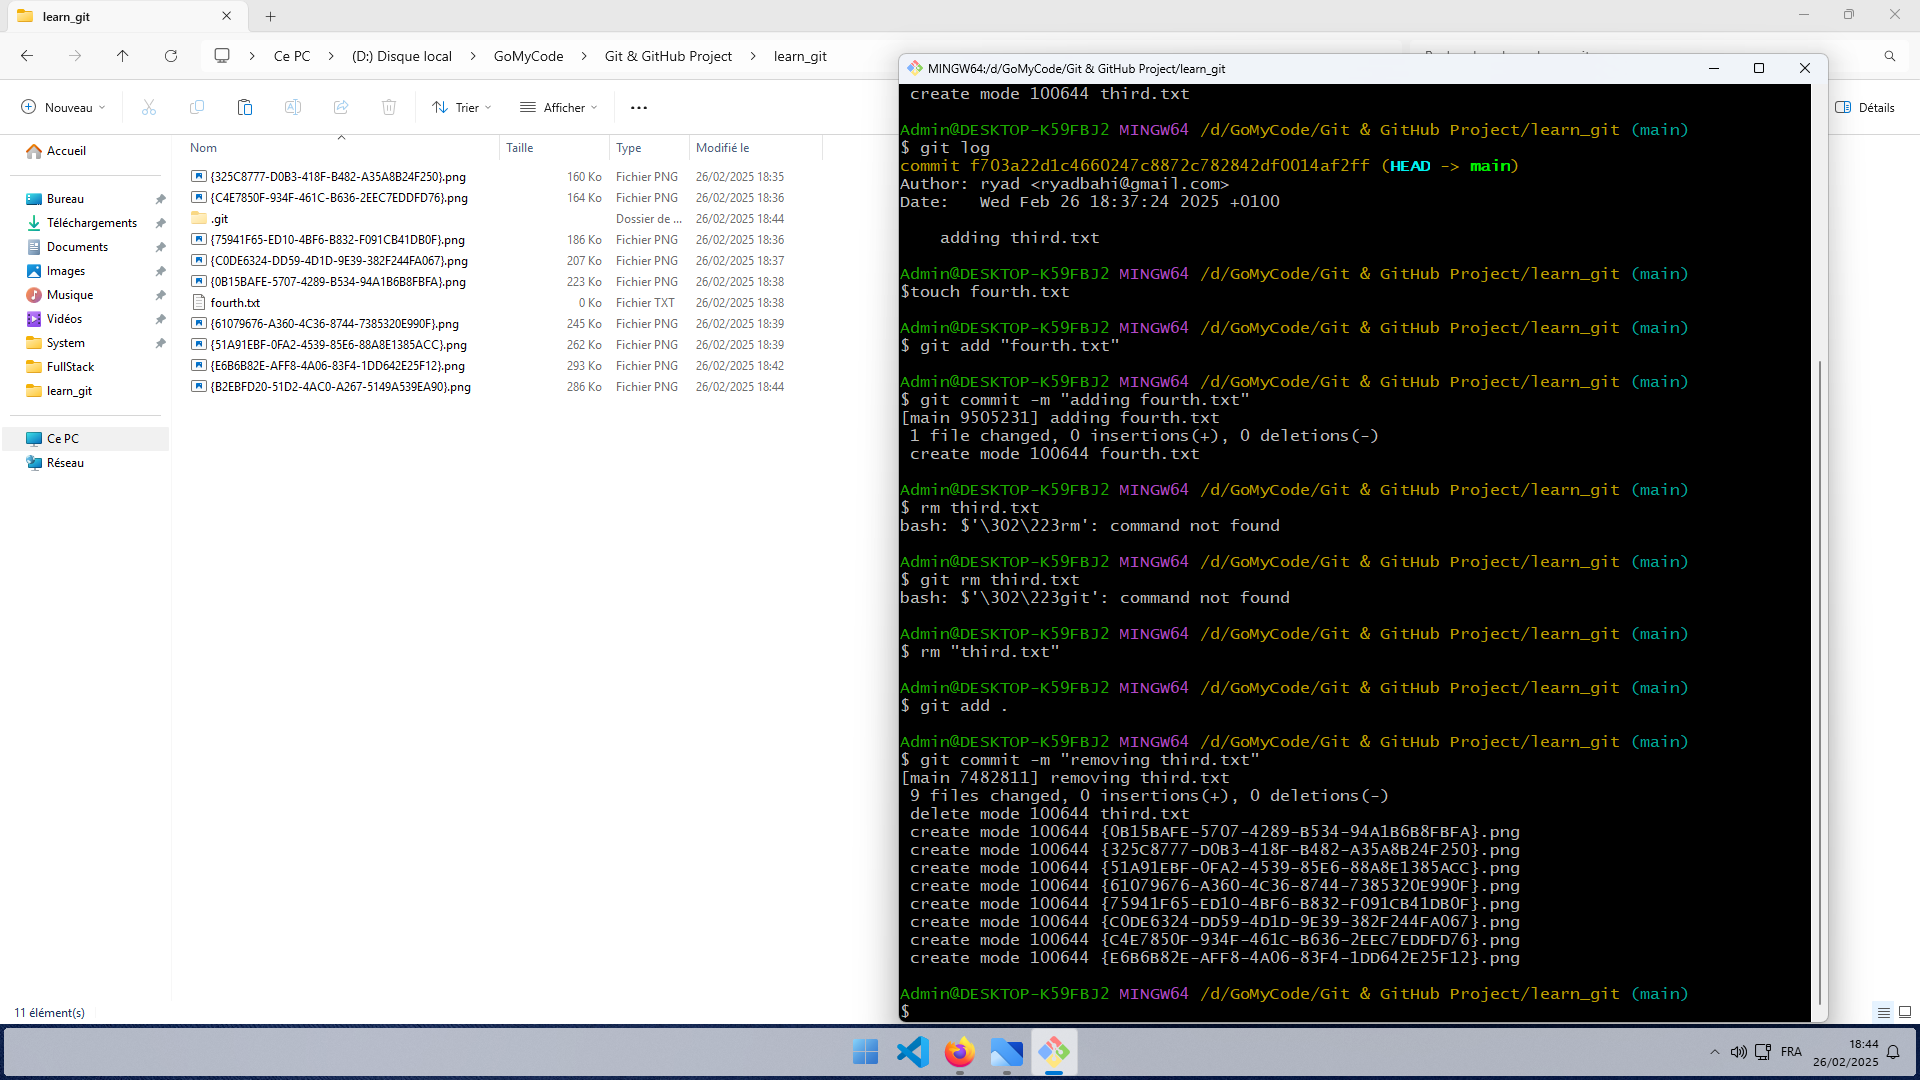 learn_git
Ce PC
(D:) Disque local
GoMyCode
Git & GitHub Project
learn_git
Nouveau
Trier
Afficher
Détails
Accueil
Bureau
Téléchargements
Documents
Images
Musique
Vidéos
System
FullStack
learn_git
Ce PC
Réseau
Nom Taille Type Modifié le
{325C8777-D0B3-418F-B482-A35A8B24F250}.png 160 Ko Fichier PNG 26/02/2025 18:35
{C4E7850F-934F-461C-B636-2EEC7EDDFD76}.png 164 Ko Fichier PNG 26/02/2025 18:36
.git Dossier de ... 26/02/2025 18:44
{75941F65-ED10-4BF6-B832-F091CB41DB0F}.png 186 Ko Fichier PNG 26/02/2025 18:36
{C0DE6324-DD59-4D1D-9E39-382F244FA067}.png 207 Ko Fichier PNG 26/02/2025 18:37
{0B15BAFE-5707-4289-B534-94A1B6B8FBFA}.png 223 Ko Fichier PNG 26/02/2025 18:38
fourth.txt 0 Ko Fichier TXT 26/02/2025 18:38
{61079676-A360-4C36-8744-7385320E990F}.png 245 Ko Fichier PNG 26/02/2025 18:39
{51A91EBF-0FA2-4539-85E6-88A8E1385ACC}.png 262 Ko Fichier PNG 26/02/2025 18:39
{E6B6B82E-AFF8-4A06-83F4-1DD642E25F12}.png 293 Ko Fichier PNG 26/02/2025 18:42
{B2EBFD20-51D2-4AC0-A267-5149A539EA90}.png 286 Ko Fichier PNG 26/02/2025 18:44
11 élément(s)
MINGW64:/d/GoMyCode/Git & GitHub Project/learn_git
create mode 100644 third.txt
Admin@DESKTOP-K59FBJ2 MINGW64 /d/GoMyCode/Git & GitHub Project/learn_git (main)
$ git log
commit f703a22d1c4660247c8872c782842df0014af2ff (HEAD -> main)
Author: ryad <ryadbahi@gmail.com>
Date:   Wed Feb 26 18:37:24 2025 +0100
adding third.txt
Admin@DESKTOP-K59FBJ2 MINGW64 /d/GoMyCode/Git & GitHub Project/learn_git (main)
$touch fourth.txt
Admin@DESKTOP-K59FBJ2 MINGW64 /d/GoMyCode/Git & GitHub Project/learn_git (main)
$ git add "fourth.txt"
Admin@DESKTOP-K59FBJ2 MINGW64 /d/GoMyCode/Git & GitHub Project/learn_git (main)
$ git commit -m "adding fourth.txt"
[main 9505231] adding fourth.txt
1 file changed, 0 insertions(+), 0 deletions(-)
create mode 100644 fourth.txt
Admin@DESKTOP-K59FBJ2 MINGW64 /d/GoMyCode/Git & GitHub Project/learn_git (main)
$ rm third.txt
bash: $'\302\223rm': command not found
Admin@DESKTOP-K59FBJ2 MINGW64 /d/GoMyCode/Git & GitHub Project/learn_git (main)
$ git rm third.txt
bash: $'\302\223git': command not found
Admin@DESKTOP-K59FBJ2 MINGW64 /d/GoMyCode/Git & GitHub Project/learn_git (main)
$ rm "third.txt"
Admin@DESKTOP-K59FBJ2 MINGW64 /d/GoMyCode/Git & GitHub Project/learn_git (main)
$ git add .
Admin@DESKTOP-K59FBJ2 MINGW64 /d/GoMyCode/Git & GitHub Project/learn_git (main)
$ git commit -m "removing third.txt"
[main 7482811] removing third.txt
9 files changed, 0 insertions(+), 0 deletions(-)
delete mode 100644 third.txt
create mode 100644 {0B15BAFE-5707-4289-B534-94A1B6B8FBFA}.png
create mode 100644 {325C8777-D0B3-418F-B482-A35A8B24F250}.png
create mode 100644 {51A91EBF-0FA2-4539-85E6-88A8E1385ACC}.png
create mode 100644 {61079676-A360-4C36-8744-7385320E990F}.png
create mode 100644 {75941F65-ED10-4BF6-B832-F091CB41DB0F}.png
create mode 100644 {C0DE6324-DD59-4D1D-9E39-382F244FA067}.png
create mode 100644 {C4E7850F-934F-461C-B636-2EEC7EDDFD76}.png
create mode 100644 {E6B6B82E-AFF8-4A06-83F4-1DD642E25F12}.png
Admin@DESKTOP-K59FBJ2 MINGW64 /d/GoMyCode/Git & GitHub Project/learn_git (main)
$
FRA
18:44
26/02/2025